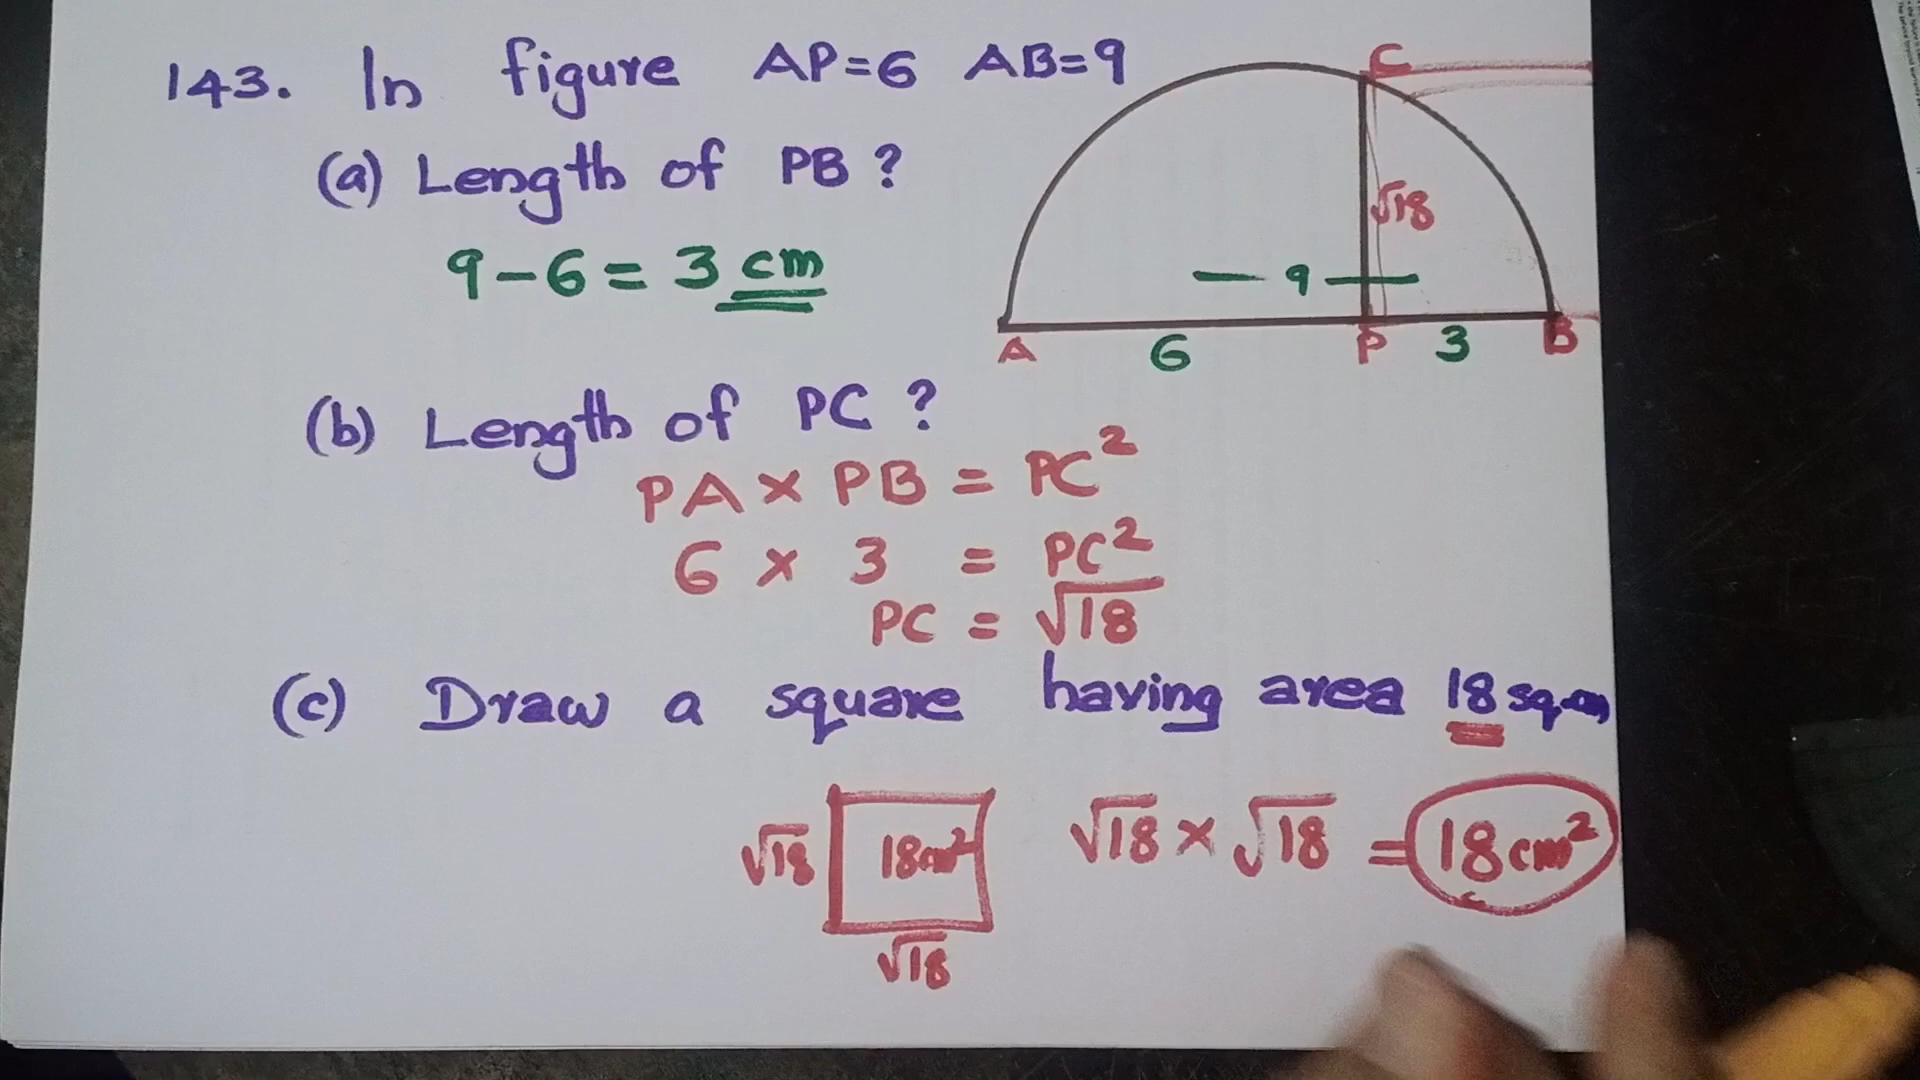 143. In figure AP=6 AB=9
(a) Length of PB ?
9-6= 3 cm
C
√18
9
A 6 P 3 B
(b) Length of PC ?
PA × PB = PC²
6 × 3 = PC²
PC = √18
(c) Draw a square having area 18 sq.cm
√18 18cm² √18 × √18 = 18cm²
√18